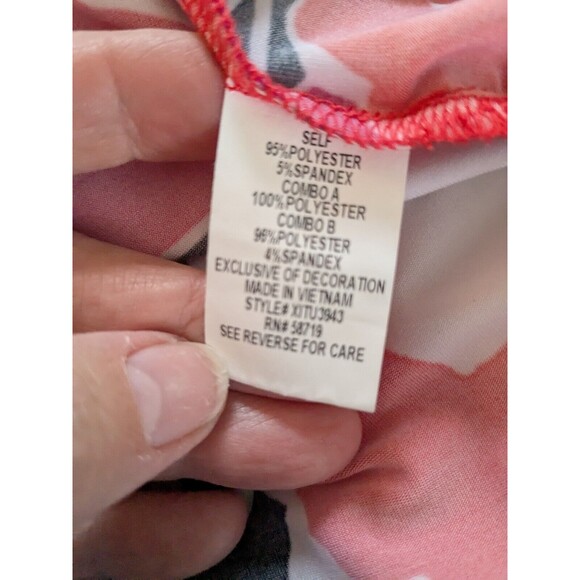 SELF
95%POLYESTER
5%SPANDEX
COMBO A
100%POLYESTER
COMBO B
96%POLYESTER
4%SPANDEX
EXCLUSIVE OF DECORATION
MADE IN VIETNAM
STYLE# XITU3943
RN# 58719
SEE REVERSE FOR CARE